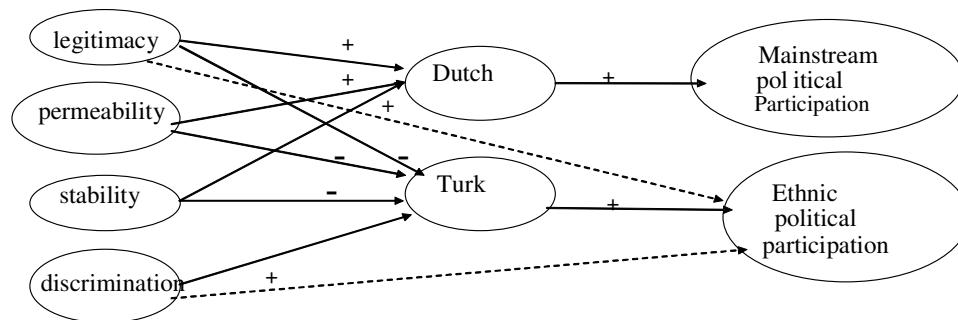 legitimacy
permeability
stability
discrimination
+
+
+
-
-
-
+
Dutch
Turk
+
+
Mainstream
pol itical
Participation
Ethnic
political
participation